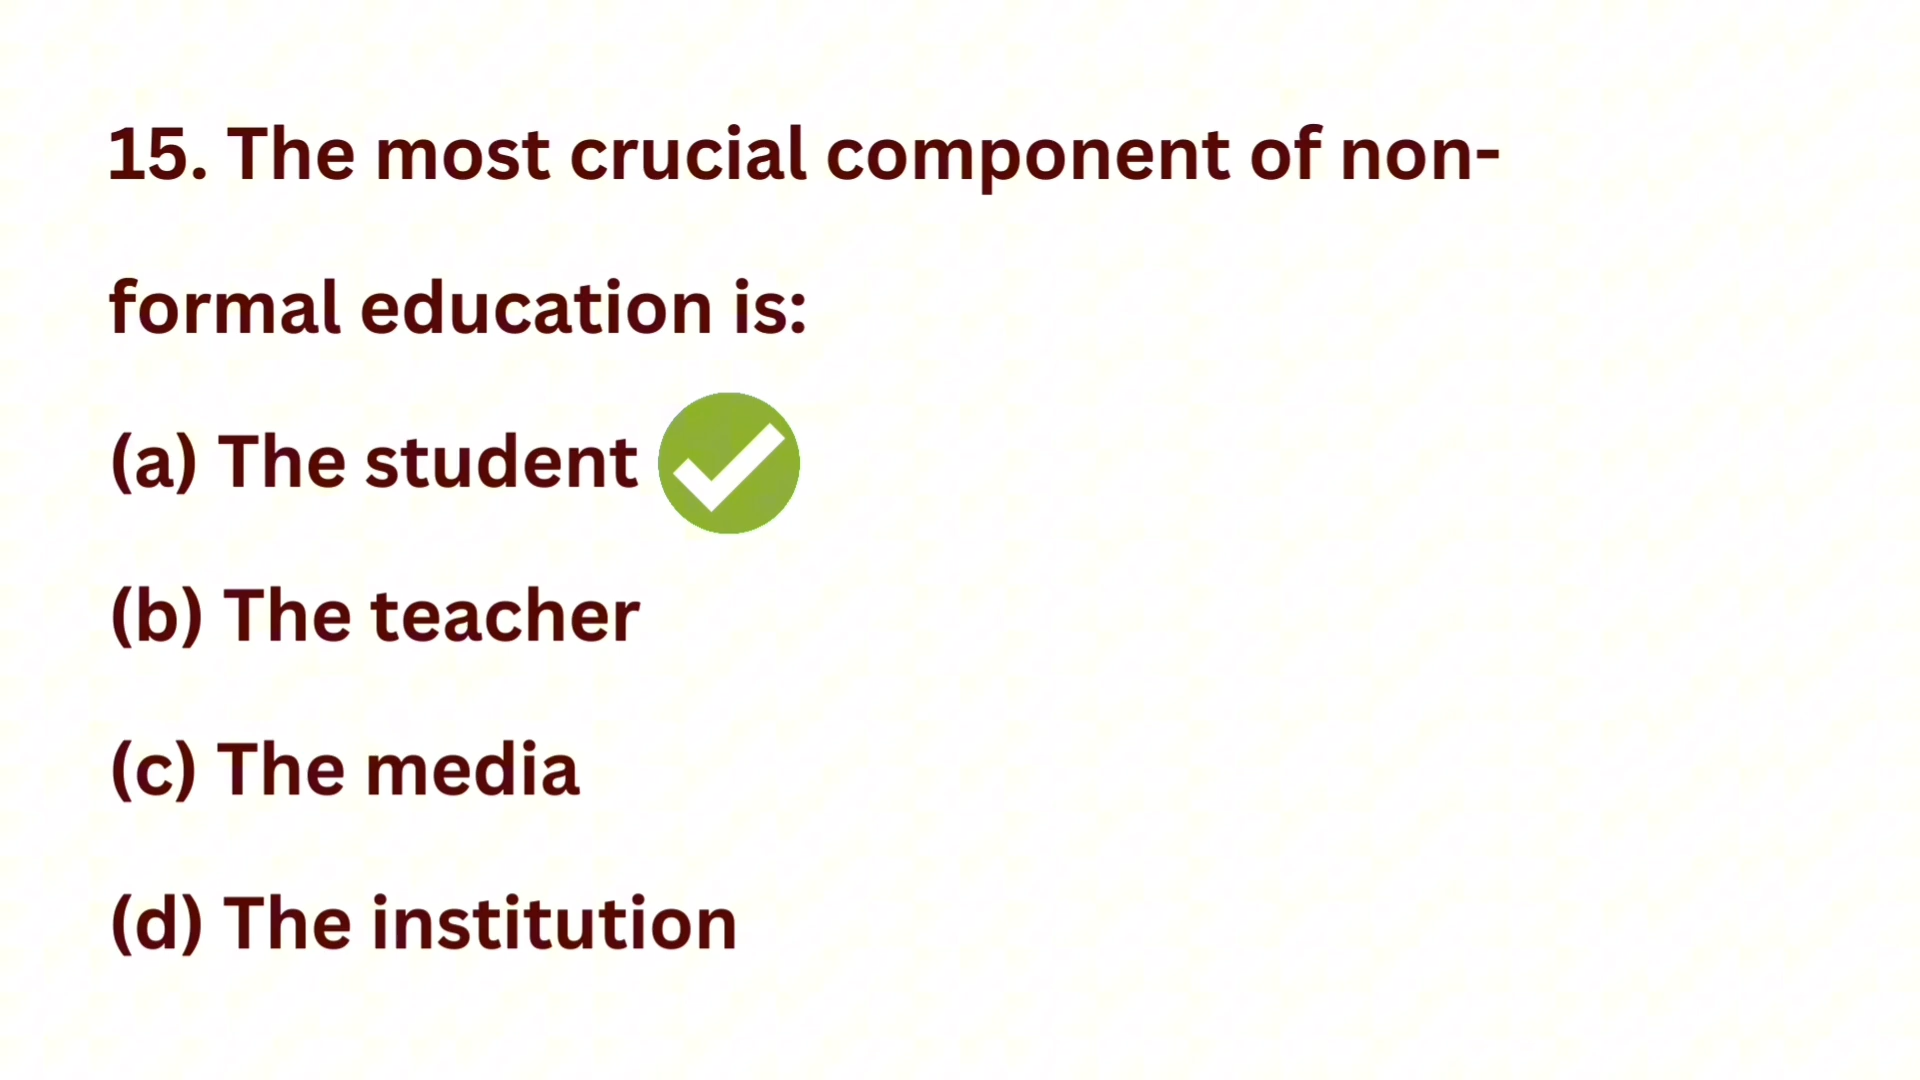 15. The most crucial component of non-
formal education is:
(a) The student
(b) The teacher
(c) The media
(d) The institution